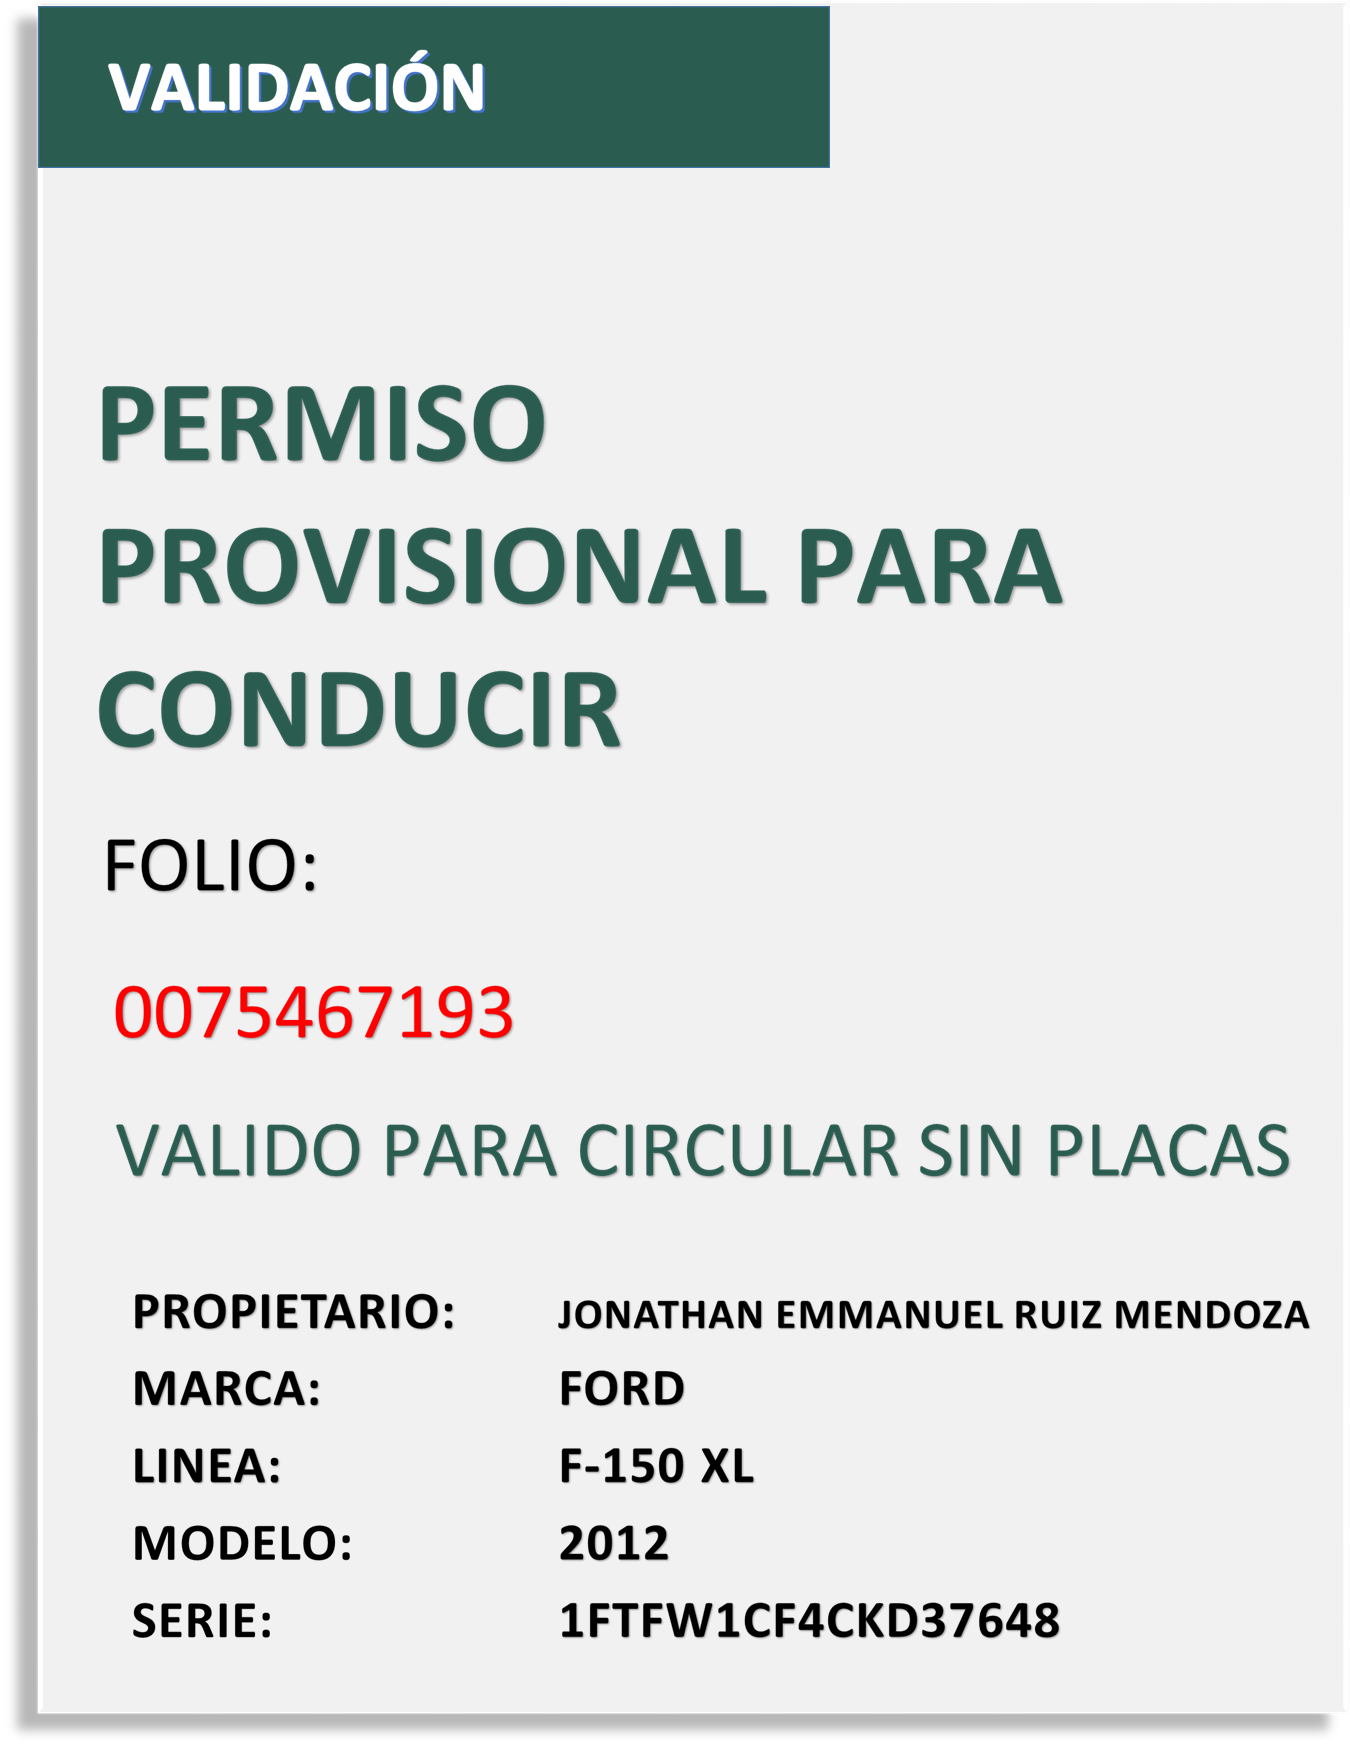 VALIDACIÓN
PERMISO
PROVISIONAL PARA
CONDUCIR
FOLIO:
0075467193
VALIDO PARA CIRCULAR SIN PLACAS
PROPIETARIO: JONATHAN EMMANUEL RUIZ MENDOZA
MARCA: FORD
LINEA: F-150 XL
MODELO: 2012
SERIE: 1FTFW1CF4CKD37648